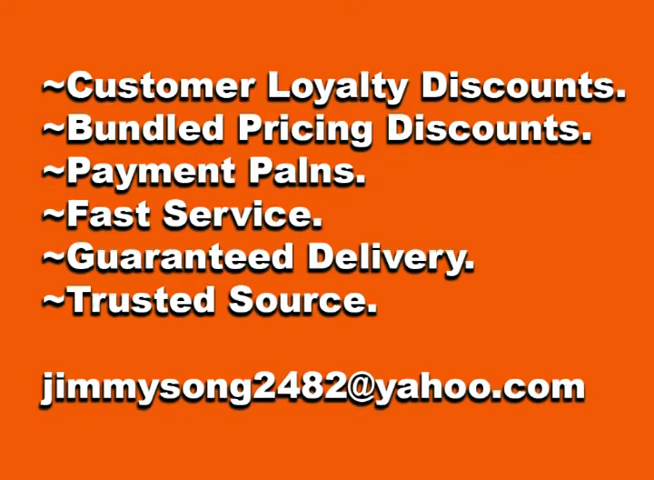 ~Customer Loyalty Discounts.
~Bundled Pricing Discounts.
~Payment Palns.
~Fast Service.
~Guaranteed Delivery.
~Trusted Source.
jimmysong2482@yahoo.com